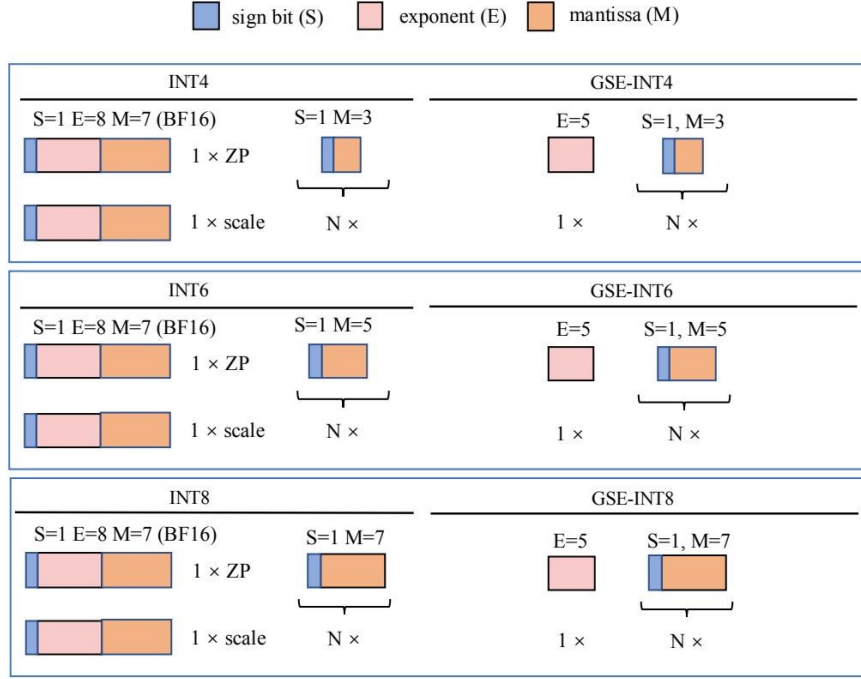 sign bit (S) exponent (E) mantissa (M)
INT4 GSE-INT4
S=1 E=8 M=7 (BF16) S=1 M=3 E=5 S=1, M=3
1 × ZP
1 × scale N × 1 × N ×
INT6 GSE-INT6
S=1 E=8 M=7 (BF16) S=1 M=5 E=5 S=1, M=5
1 × ZP
1 × scale N × 1 × N ×
INT8 GSE-INT8
S=1 E=8 M=7 (BF16) S=1 M=7 E=5 S=1, M=7
1 × ZP
1 × scale N × 1 × N ×